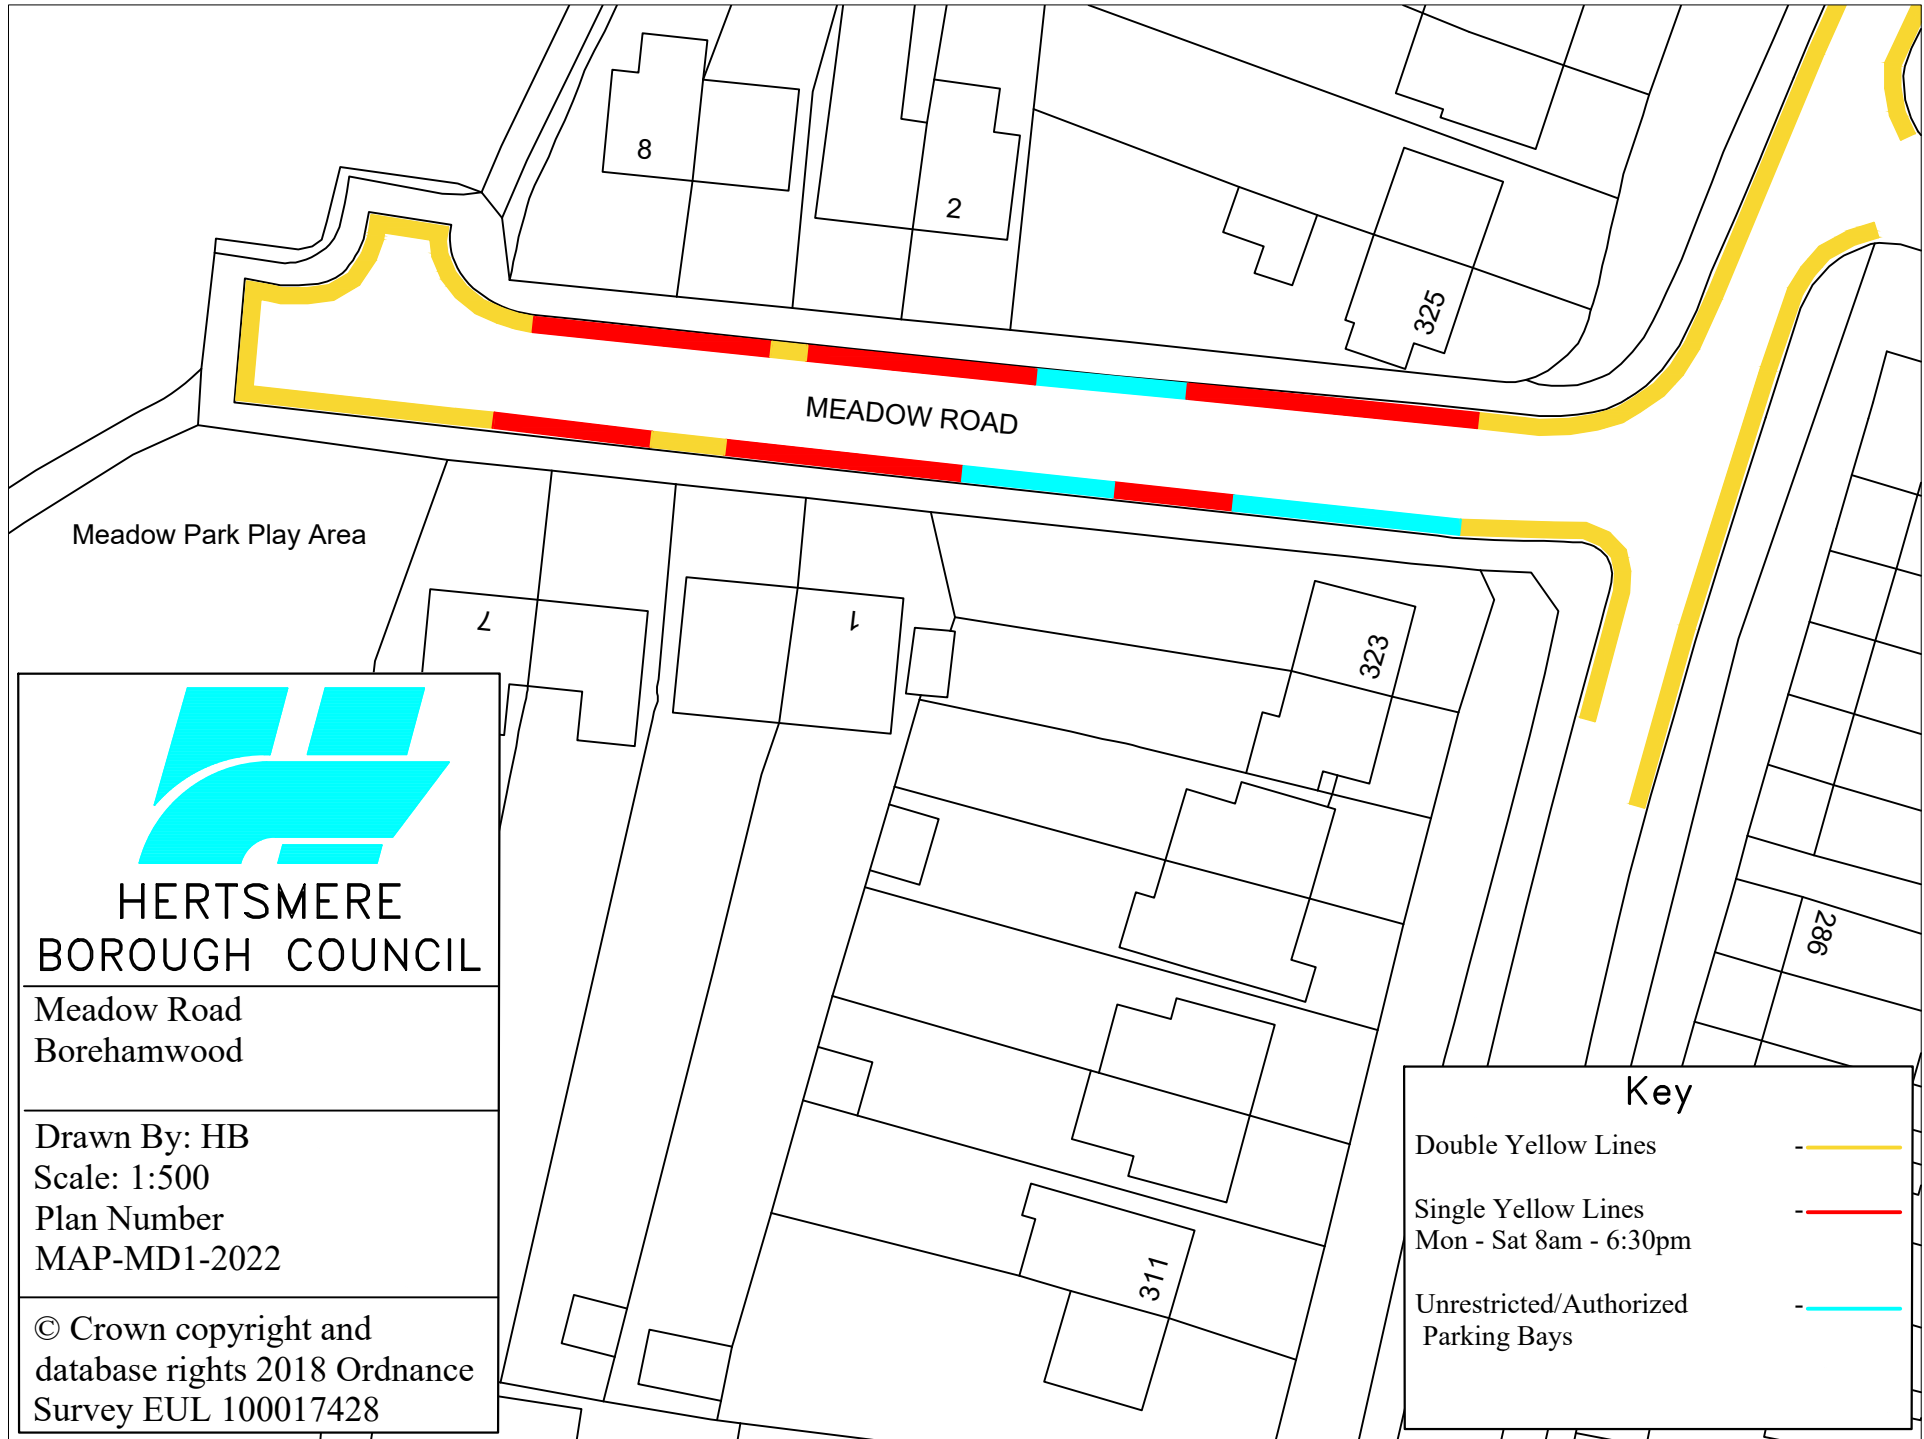 8
2
325
MEADOW ROAD
Meadow Park Play Area
7
1
323
286
311
HERTSMERE
BOROUGH COUNCIL
Meadow Road
Borehamwood
Drawn By: HB
Scale: 1:500
Plan Number
MAP-MD1-2022
© Crown copyright and
database rights 2018 Ordnance
Survey EUL 100017428
Key
Double Yellow Lines -
Single Yellow Lines -
Mon - Sat 8am - 6:30pm
Unrestricted/Authorized -
Parking Bays